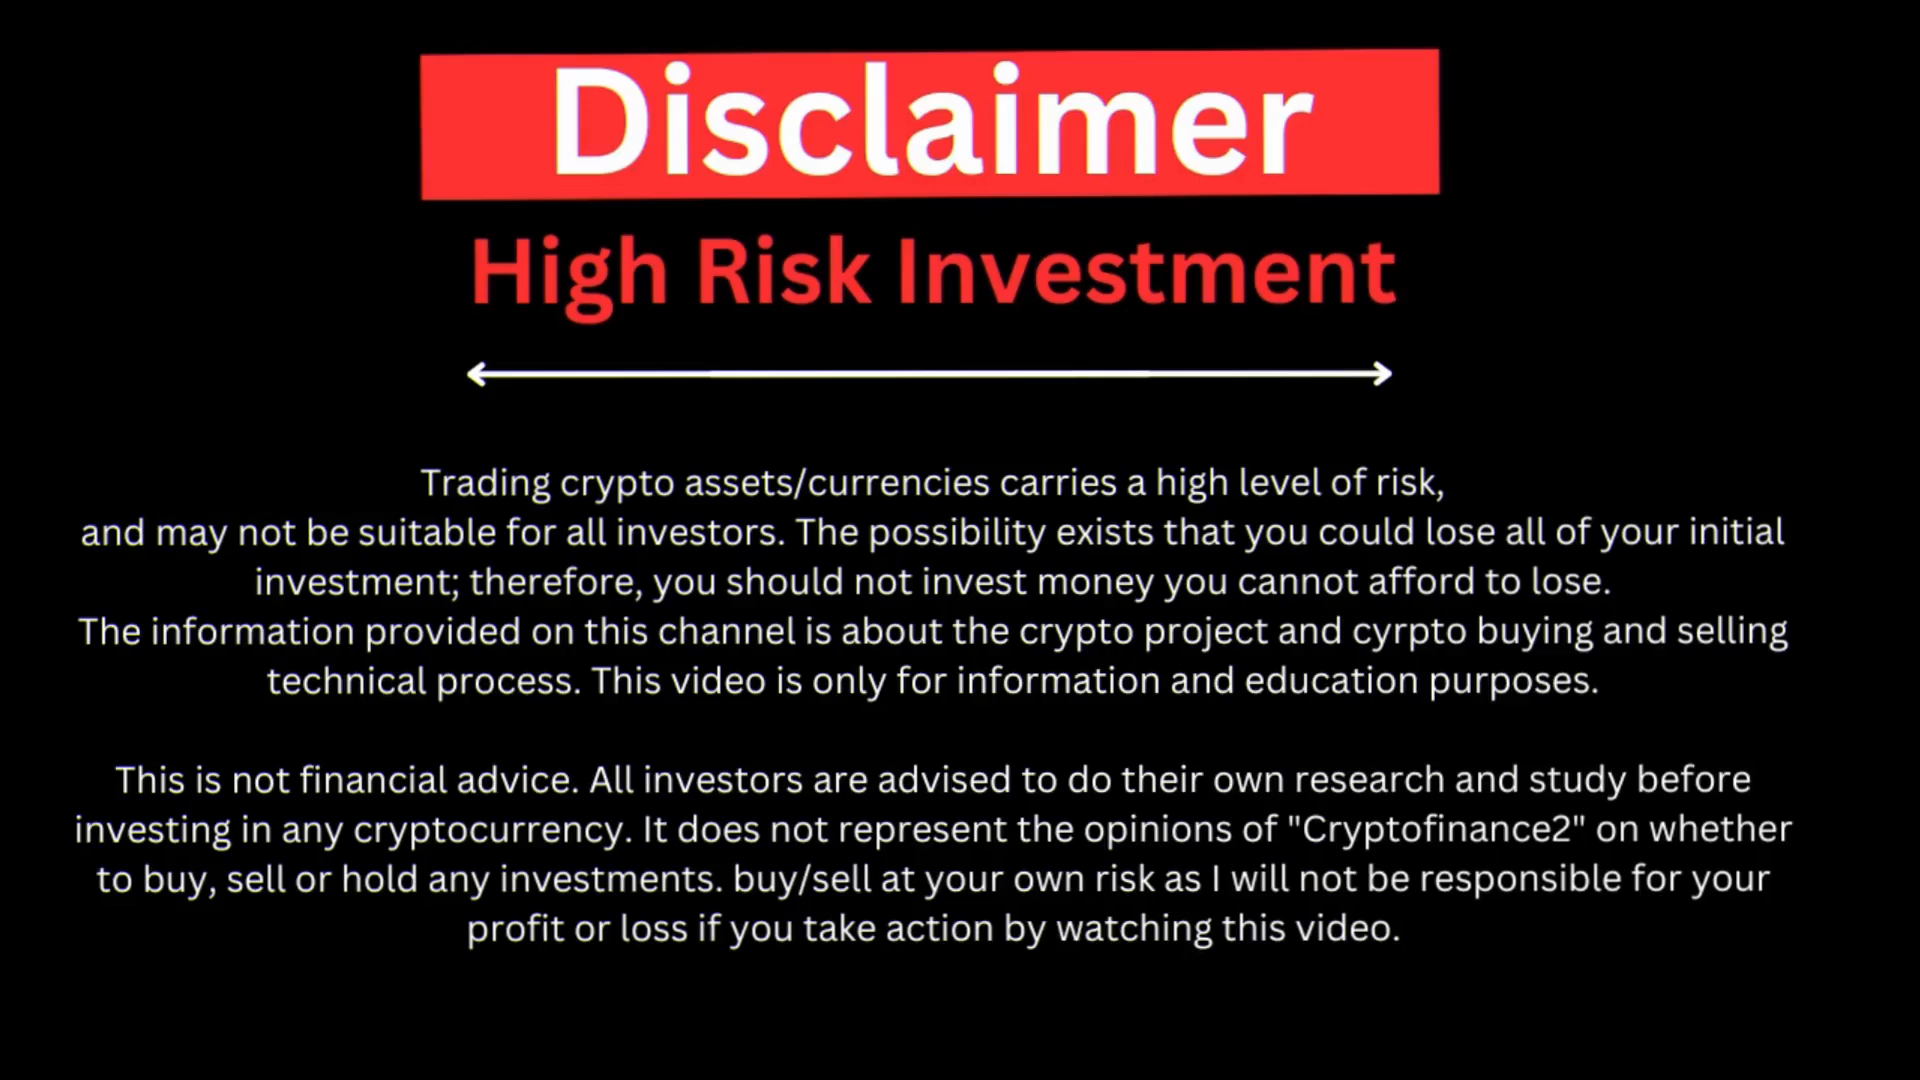 Disclaimer
High Risk Investment
Trading crypto assets/currencies carries a high level of risk,
and may not be suitable for all investors. The possibility exists that you could lose all of your initial
investment; therefore, you should not invest money you cannot afford to lose.
The information provided on this channel is about the crypto project and cyrpto buying and selling
technical process. This video is only for information and education purposes.
This is not financial advice. All investors are advised to do their own research and study before
investing in any cryptocurrency. It does not represent the opinions of "Cryptofinance2" on whether
to buy, sell or hold any investments. buy/sell at your own risk as I will not be responsible for your
profit or loss if you take action by watching this video.